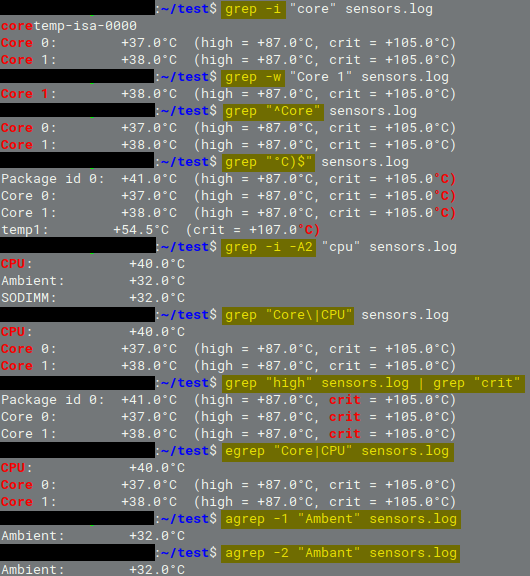 :~/test$ grep -i "core" sensors.log
coretemp-isa-0000
Core 0:        +37.0°C  (high = +87.0°C, crit = +105.0°C)
Core 1:        +38.0°C  (high = +87.0°C, crit = +105.0°C)
:~/test$ grep -w "Core 1" sensors.log
Core 1:        +38.0°C  (high = +87.0°C, crit = +105.0°C)
:~/test$ grep "^Core" sensors.log
Core 0:        +37.0°C  (high = +87.0°C, crit = +105.0°C)
Core 1:        +38.0°C  (high = +87.0°C, crit = +105.0°C)
:~/test$ grep "°C)$" sensors.log
Package id 0:  +41.0°C  (high = +87.0°C, crit = +105.0°C)
Core 0:        +37.0°C  (high = +87.0°C, crit = +105.0°C)
Core 1:        +38.0°C  (high = +87.0°C, crit = +105.0°C)
temp1:        +54.5°C  (crit = +107.0°C)
:~/test$ grep -i -A2 "cpu" sensors.log
CPU:            +40.0°C
Ambient:        +32.0°C
SODIMM:         +32.0°C
:~/test$ grep "Core\|CPU" sensors.log
CPU:            +40.0°C
Core 0:        +37.0°C  (high = +87.0°C, crit = +105.0°C)
Core 1:        +38.0°C  (high = +87.0°C, crit = +105.0°C)
:~/test$ grep "high" sensors.log | grep "crit"
Package id 0:  +41.0°C  (high = +87.0°C, crit = +105.0°C)
Core 0:        +37.0°C  (high = +87.0°C, crit = +105.0°C)
Core 1:        +38.0°C  (high = +87.0°C, crit = +105.0°C)
:~/test$ egrep "Core|CPU" sensors.log
CPU:            +40.0°C
Core 0:        +37.0°C  (high = +87.0°C, crit = +105.0°C)
Core 1:        +38.0°C  (high = +87.0°C, crit = +105.0°C)
:~/test$ agrep -1 "Ambent" sensors.log
Ambient:        +32.0°C
:~/test$ agrep -2 "Ambant" sensors.log
Ambient:        +32.0°C